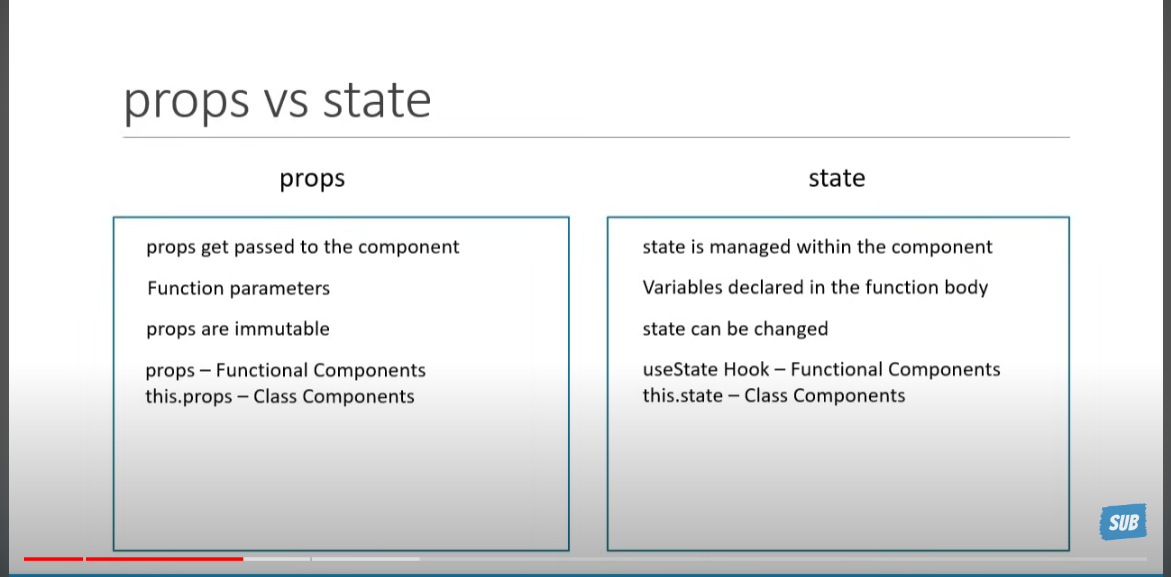 props vs state
props
props get passed to the component
Function parameters
props are immutable
props – Functional Components
this.props – Class Components
state
state is managed within the component
Variables declared in the function body
state can be changed
useState Hook – Functional Components
this.state – Class Components
SUB